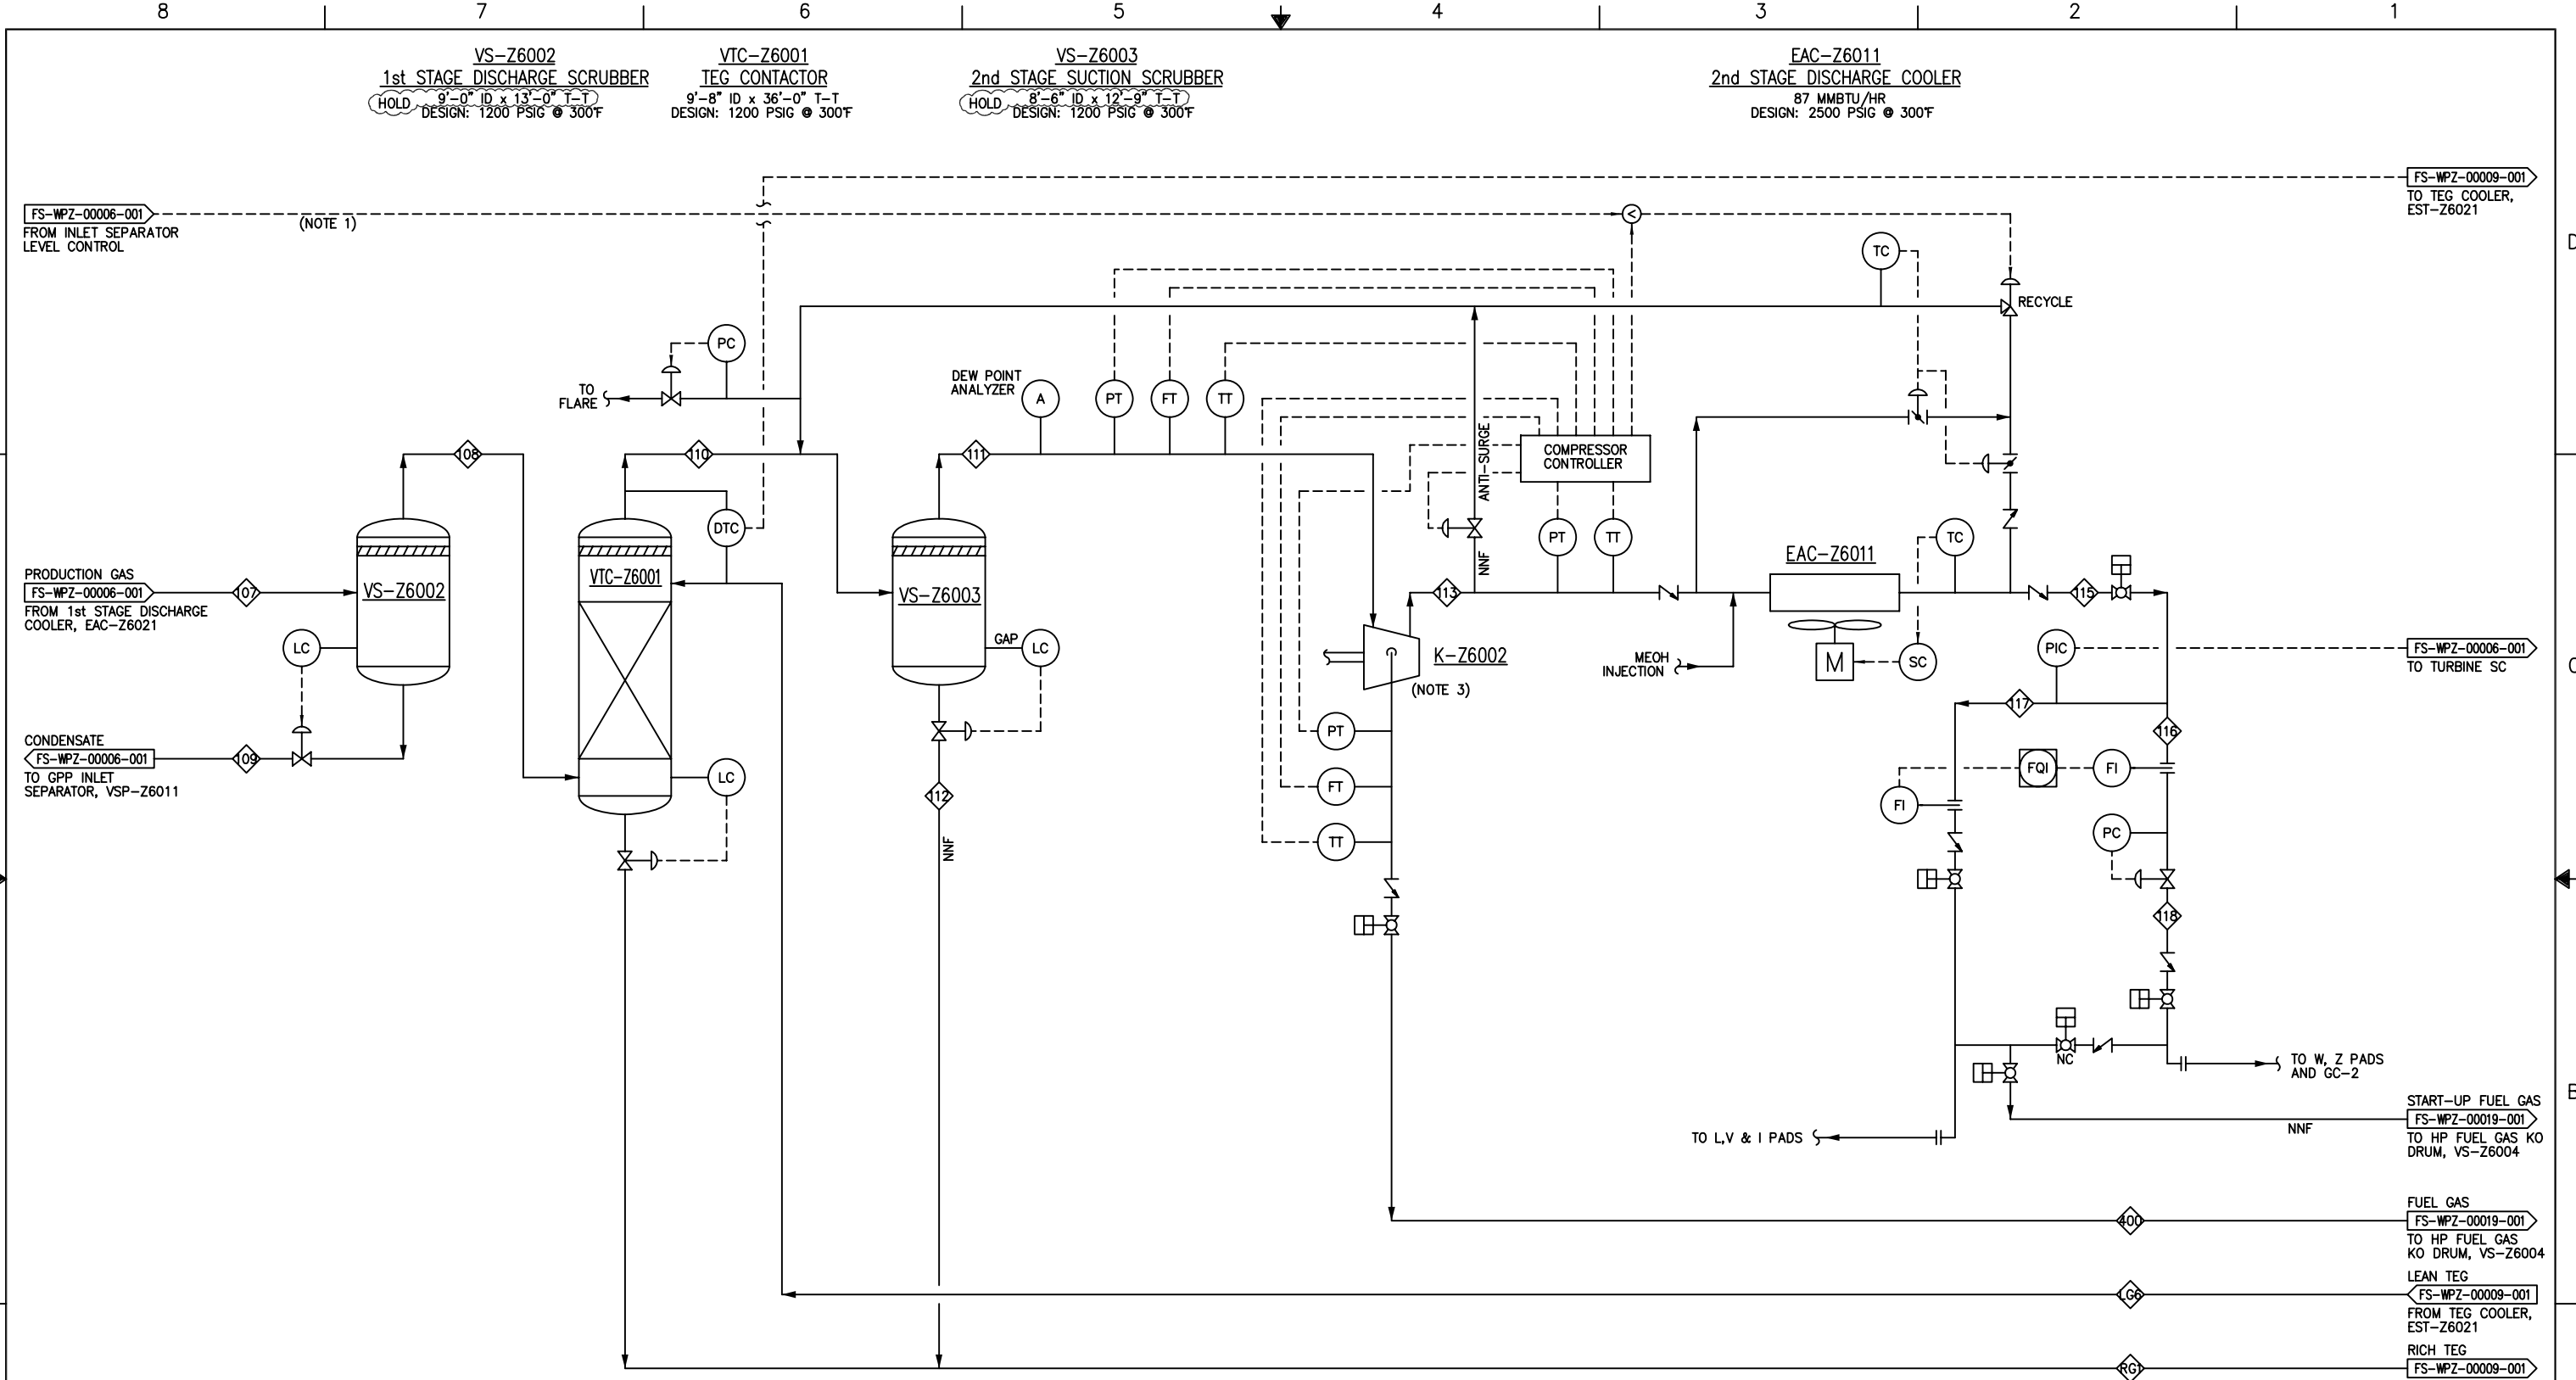 8 7 6 5 4 3 2 1
VS-Z6002
1st STAGE DISCHARGE SCRUBBER
HOLD 9'-0" ID x 13'-0" T-T
DESIGN: 1200 PSIG @ 300°F
VTC-Z6001
TEG CONTACTOR
9'-8" ID x 36'-0" T-T
DESIGN: 1200 PSIG @ 300°F
VS-Z6003
2nd STAGE SUCTION SCRUBBER
HOLD 8'-6" ID x 12'-9" T-T
DESIGN: 1200 PSIG @ 300°F
EAC-Z6011
2nd STAGE DISCHARGE COOLER
87 MMBTU/HR
DESIGN: 2500 PSIG @ 300°F
FS-WPZ-00009-001
TO TEG COOLER,
EST-Z6021
FS-WPZ-00006-001
FROM INLET SEPARATOR
LEVEL CONTROL
(NOTE 1)
<
D
TC
RECYCLE
PC
TO
FLARE
DEW POINT
ANALYZER
A
PT
FT
TT
ANTI-SURGE
COMPRESSOR
CONTROLLER
108
110
111
DTC
PT
TT
TC
NNF
EAC-Z6011
PRODUCTION GAS
FS-WPZ-00006-001
FROM 1st STAGE DISCHARGE
COOLER, EAC-Z6021
107
VS-Z6002
VTC-Z6001
VS-Z6003
113
115
LC
GAP
LC
K-Z6002
(NOTE 3)
MEOH
INJECTION
M
SC
PIC
FS-WPZ-00006-001
TO TURBINE SC
C
117
116
CONDENSATE
FS-WPZ-00006-001
TO GPP INLET
SEPARATOR, VSP-Z6011
109
LC
112
NNF
PT
FT
TT
FQI
FI
FI
PC
118
NC
TO W, Z PADS
AND GC-2
B
TO L,V & I PADS
START-UP FUEL GAS
FS-WPZ-00019-001
NNF
TO HP FUEL GAS KO
DRUM, VS-Z6004
FUEL GAS
400
FS-WPZ-00019-001
TO HP FUEL GAS
KO DRUM, VS-Z6004
LEAN TEG
LG6
FS-WPZ-00009-001
FROM TEG COOLER,
EST-Z6021
RICH TEG
RG1
FS-WPZ-00009-001